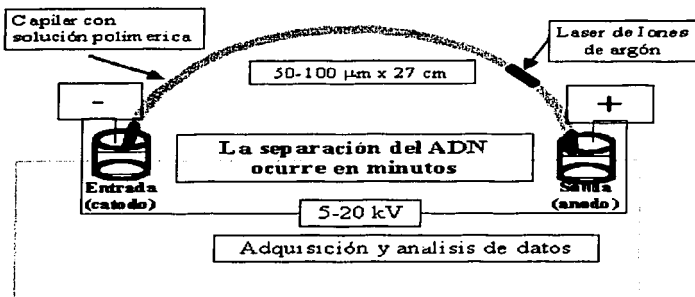 Capilar con
solución polimerica
Laser de Iones
de argón
50-100 µm x 27 cm
-
+
La separación del ADN
ocurre en minutos
Entrada
(catodo)
Salida
(anodo)
5-20 kV
Adquisición y analisis de datos